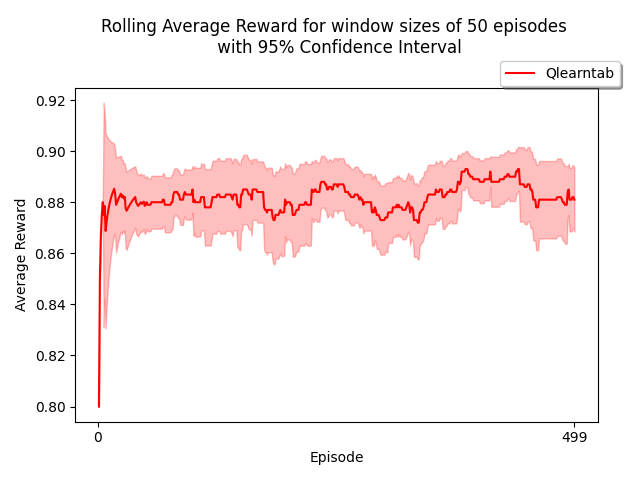 Rolling Average Reward for window sizes of 50 episodes
with 95% Confidence Interval
Qlearntab
0.92
0.90
0.88
0.86
0.84
0.82
0.80
Average Reward
0
499
Episode